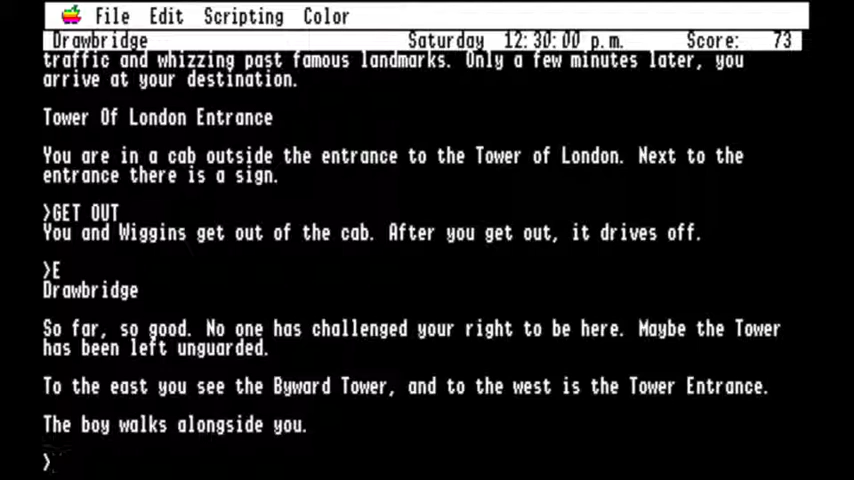 File Edit Scripting Color
Drawbridge Saturday 12:30:00 p.m. Score: 73
traffic and whizzing past famous landmarks. Only a few minutes later, you
arrive at your destination.
Tower Of London Entrance
You are in a cab outside the entrance to the Tower of London. Next to the
entrance there is a sign.
>GET OUT
You and Wiggins get out of the cab. After you get out, it drives off.
>E
Drawbridge
So far, so good. No one has challenged your right to be here. Maybe the Tower
has been left unguarded.
To the east you see the Byward Tower, and to the west is the Tower Entrance.
The boy walks alongside you.
>